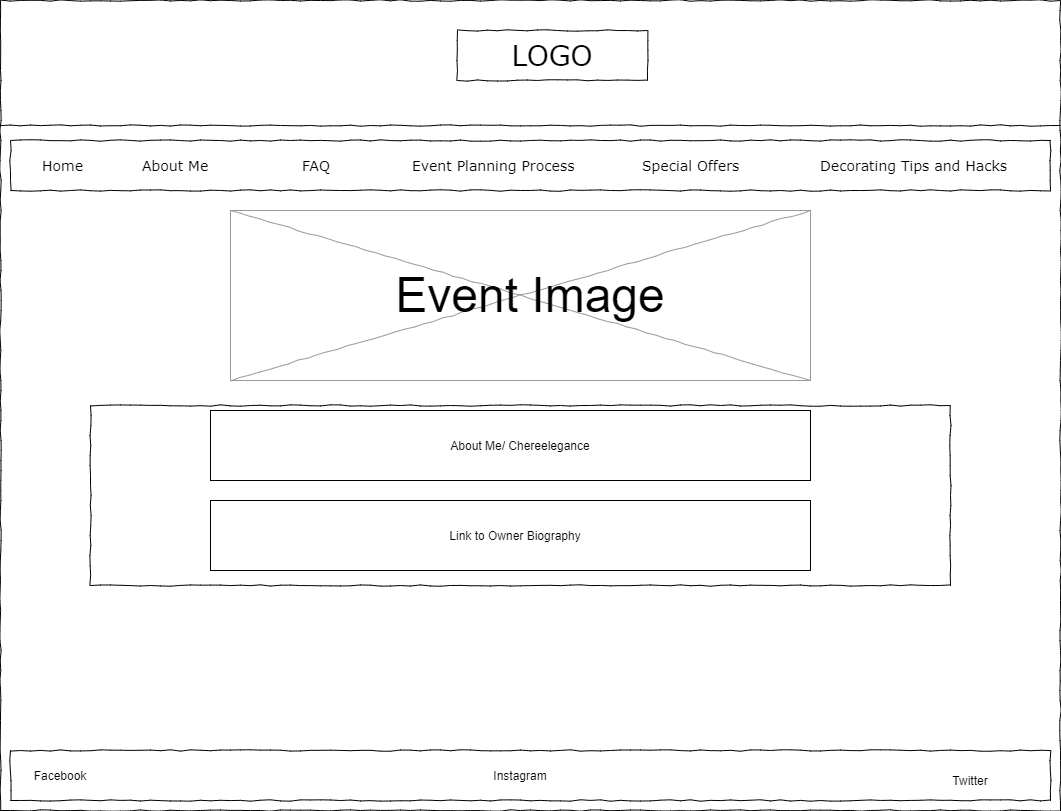 LOGO
Home About Me FAQ Event Planning Process Special Offers Decorating Tips and Hacks
Event Image
About Me/ Chereelegance
Link to Owner Biography
Facebook Instagram Twitter